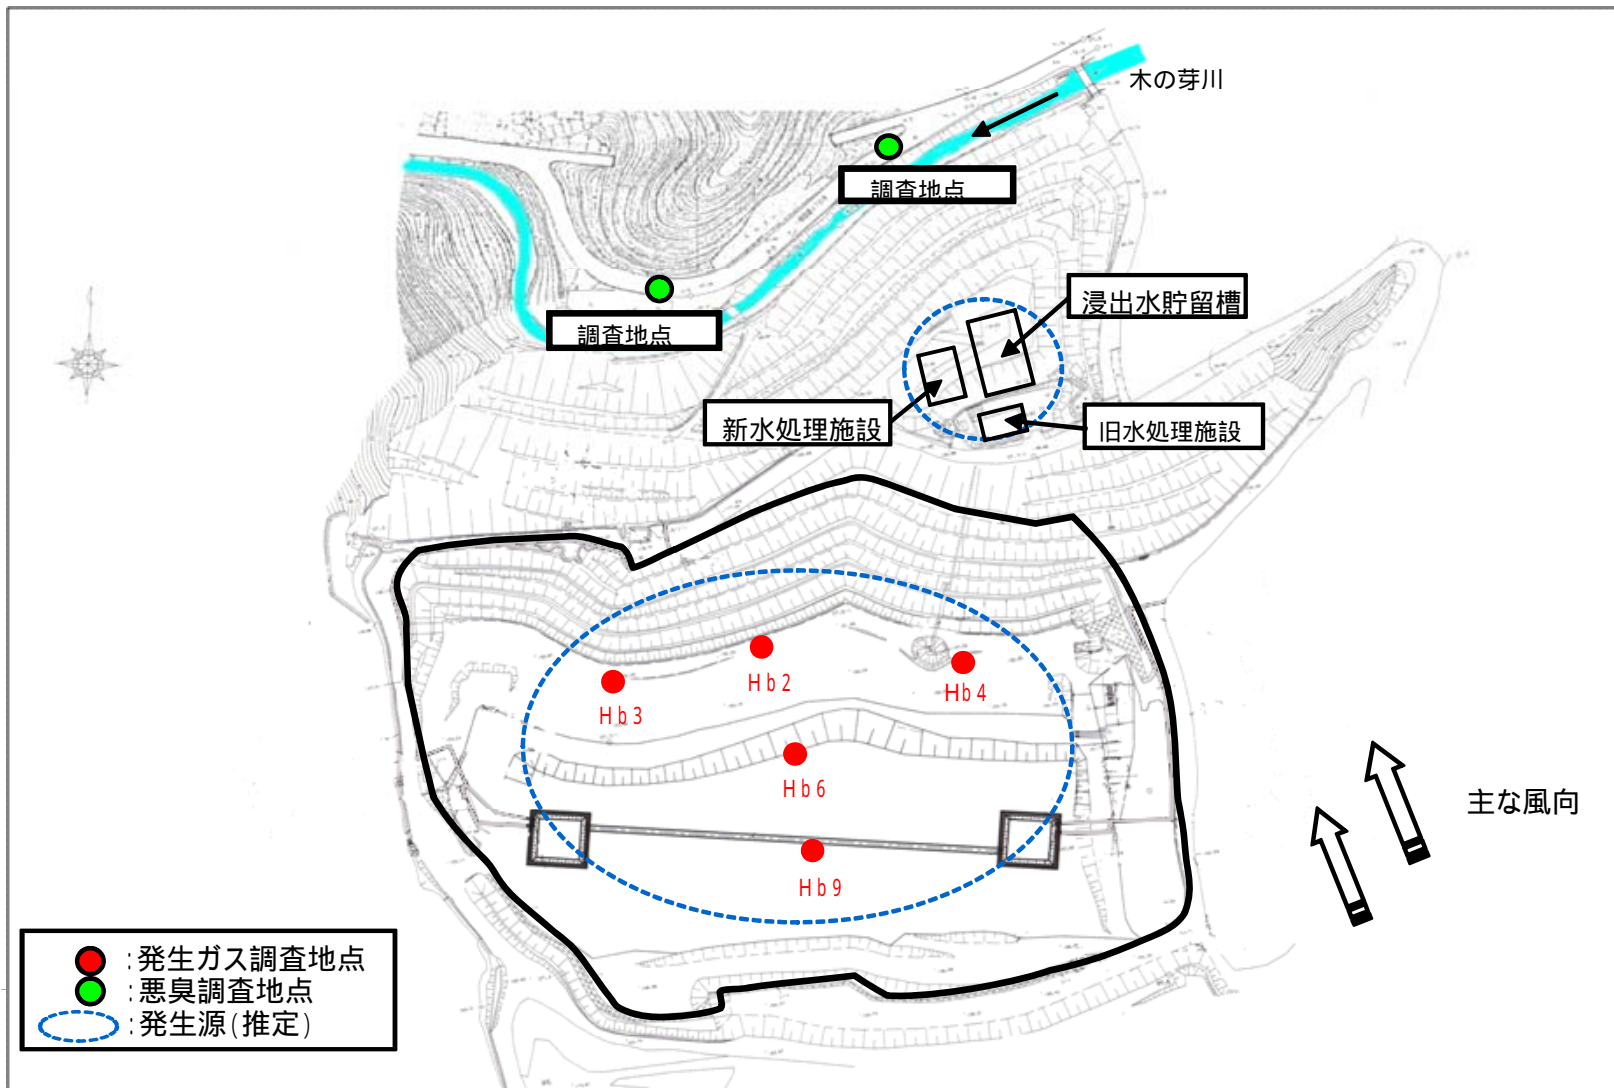 木の芽川
調査地点
調査地点
浸出水貯留槽
新水処理施設
旧水処理施設
Hb2
Hb4
Hb3
Hb6
Hb9
主な風向
:発生ガス調査地点
:悪臭調査地点
:発生源(推定)